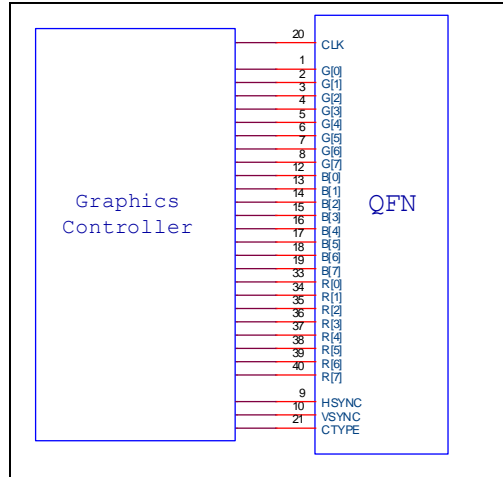 20 CLK
1 G[0]
2 G[1]
3 G[2]
4 G[3]
5 G[4]
6 G[5]
7 G[6]
8 G[7]
12 B[0]
13 B[1]
14 B[2]
15 B[3]
16 B[4]
17 B[5]
18 B[6]
19 B[7]
33 R[0]
34 R[1]
35 R[2]
36 R[3]
37 R[4]
38 R[5]
39 R[6]
40 R[7]
9 HSYNC
10 VSYNC
21 CTYPE
Graphics
Controller
QFN